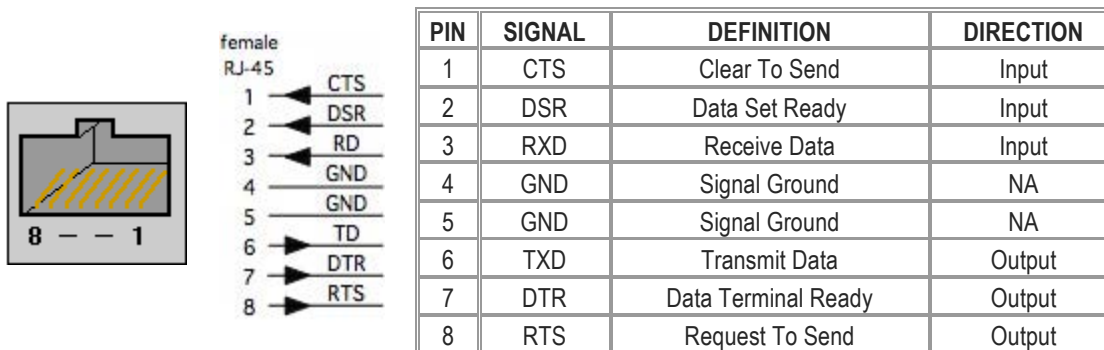 8 – – 1
female
RJ-45
1 CTS
2 DSR
3 RD
4 GND
5 GND
6 TD
7 DTR
8 RTS
PIN SIGNAL DEFINITION DIRECTION
1 CTS Clear To Send Input
2 DSR Data Set Ready Input
3 RXD Receive Data Input
4 GND Signal Ground NA
5 GND Signal Ground NA
6 TXD Transmit Data Output
7 DTR Data Terminal Ready Output
8 RTS Request To Send Output